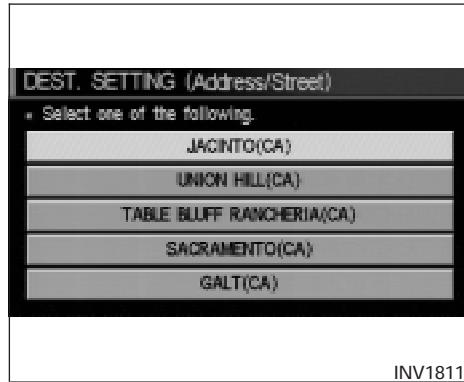 DEST. SETTING (Address/Street)
Select one of the following.
JACINTO(CA)
UNION HILL(CA)
TABLE BLUFF RANCHERIA(CA)
SACRAMENTO(CA)
GALT(CA)
INV1811